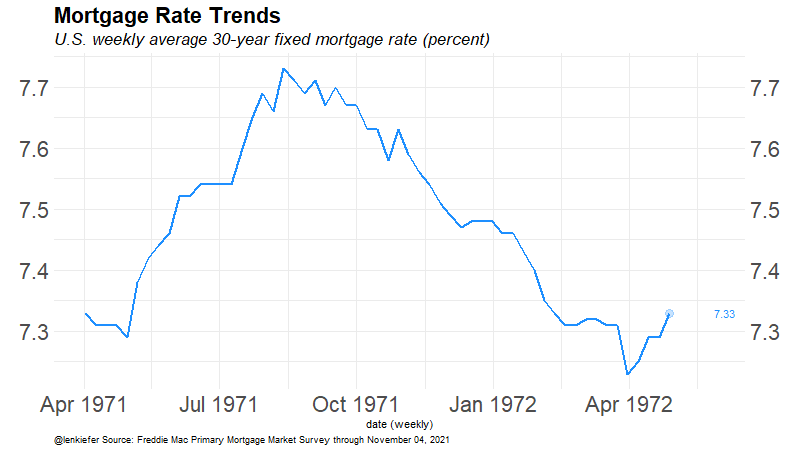 Mortgage Rate Trends
U.S. weekly average 30-year fixed mortgage rate (percent)
7.7 7.7
7.6 7.6
7.5 7.5
7.4 7.4
7.33
7.3 7.3
Apr 1971 Jul 1971 Oct 1971 Jan 1972 Apr 1972
date (weekly)
@lenkiefer Source: Freddie Mac Primary Mortgage Market Survey through November 04, 2021